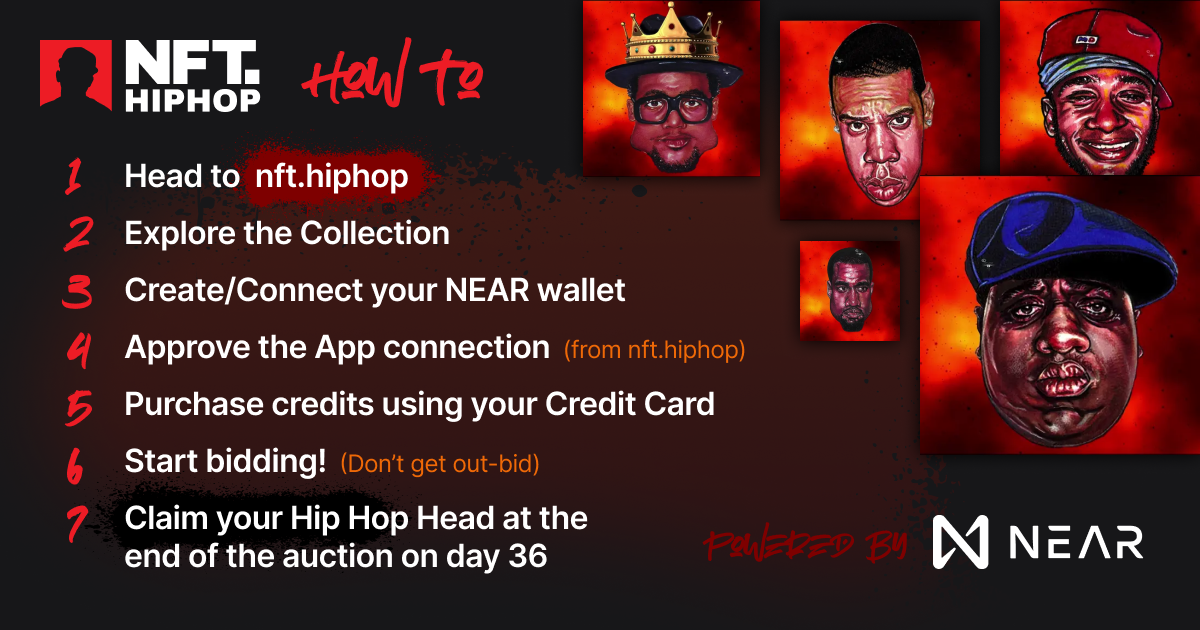 NFT.
HIPHOP
HOW TO
1 Head to nft.hiphop
2 Explore the Collection
3 Create/Connect your NEAR wallet
4 Approve the App connection (from nft.hiphop)
5 Purchase credits using your Credit Card
6 Start bidding! (Don't get out-bid)
7 Claim your Hip Hop Head at the
end of the auction on day 36
POWERED BY NEAR